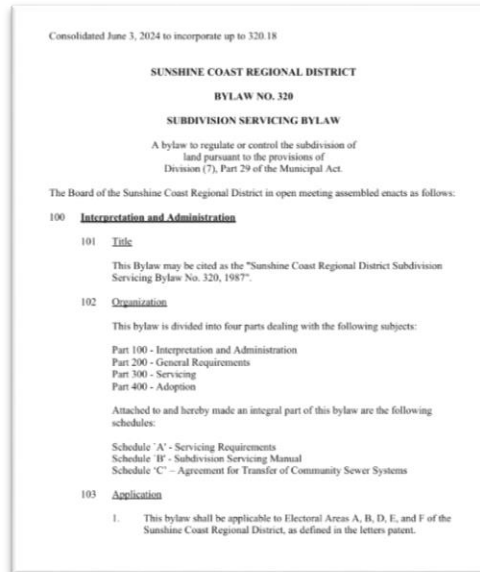 Consolidated June 3, 2024 to incorporate up to 320.18
SUNSHINE COAST REGIONAL DISTRICT
BYLAW NO. 320
SUBDIVISION SERVICING BYLAW
A bylaw to regulate or control the subdivision of
land pursuant to the provisions of
Division (7), Part 29 of the Municipal Act.
The Board of the Sunshine Coast Regional District in open meeting assembled enacts as follows:
100 Interpretation and Administration
101 Title
This Bylaw may be cited as the "Sunshine Coast Regional District Subdivision
Servicing Bylaw No. 320, 1987".
102 Organization
This bylaw is divided into four parts dealing with the following subjects:
Part 100 - Interpretation and Administration
Part 200 - General Requirements
Part 300 - Servicing
Part 400 - Adoption
Attached to and hereby made an integral part of this bylaw are the following
schedules:
Schedule `A' - Servicing Requirements
Schedule `B' - Subdivision Servicing Manual
Schedule ‘C’ – Agreement for Transfer of Community Sewer Systems
103 Application
1. This bylaw shall be applicable to Electoral Areas A, B, D, E, and F of the
Sunshine Coast Regional District, as defined in the letters patent.